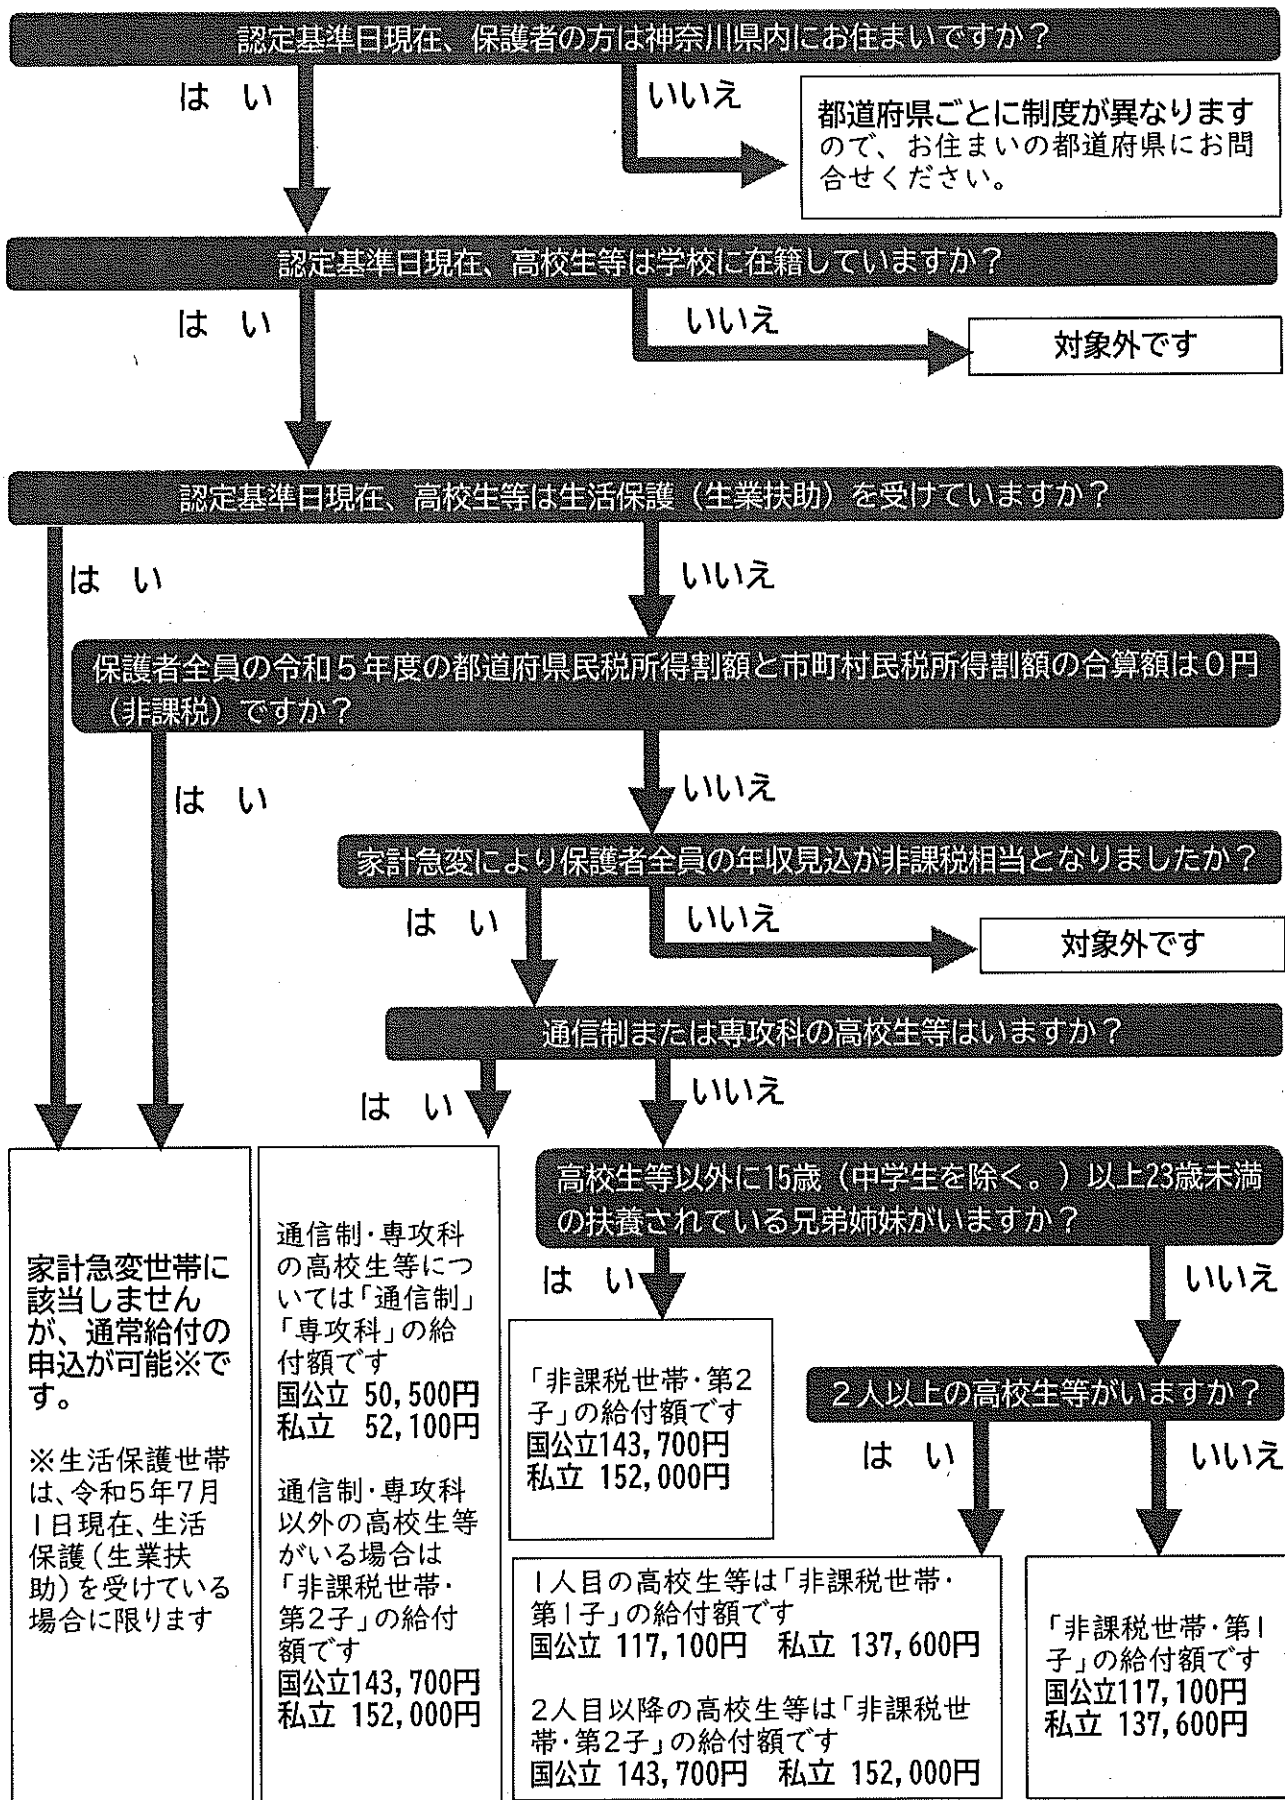 認定基準日現在、保護者の方は神奈川県内にお住まいですか？
は い
いいえ
都道府県ごとに制度が異なります
ので、お住まいの都道府県にお問
合せください。
認定基準日現在、高校生等は学校に在籍していますか？
は い
いいえ
対象外です
認定基準日現在、高校生等は生活保護（生業扶助）を受けていますか？
は い
いいえ
保護者全員の令和５年度の都道府県民税所得割額と市町村民税所得割額の合算額は０円
（非課税）ですか？
は い
いいえ
家計急変により保護者全員の年収見込が非課税相当となりましたか？
は い
いいえ
対象外です
通信制または専攻科の高校生等はいますか？
は い
いいえ
家計急変世帯に
該当しません
が、通常給付の
申込が可能※で
す。
※生活保護世帯
は、令和5年7月
1日現在、生活
保護（生業扶
助）を受けている
場合に限ります
通信制・専攻科
の高校生等につ
いては「通信制」
「専攻科」の給
付額です
国公立 50,500円
私立 52,100円
通信制・専攻科
以外の高校生等
がいる場合は
「非課税世帯・
第2子」の給付
額です
国公立143,700円
私立 152,000円
高校生等以外に15歳（中学生を除く。）以上23歳未満
の扶養されている兄弟姉妹がいますか？
は い
いいえ
「非課税世帯・第2
子」の給付額です
国公立143,700円
私立 152,000円
２人以上の高校生等がいますか？
は い
いいえ
1人目の高校生等は「非課税世帯・
第1子」の給付額です
国公立 117,100円 私立 137,600円
2人目以降の高校生等は「非課税世
帯・第2子」の給付額です
国公立 143,700円 私立 152,000円
「非課税世帯・第1
子」の給付額です
国公立117,100円
私立 137,600円